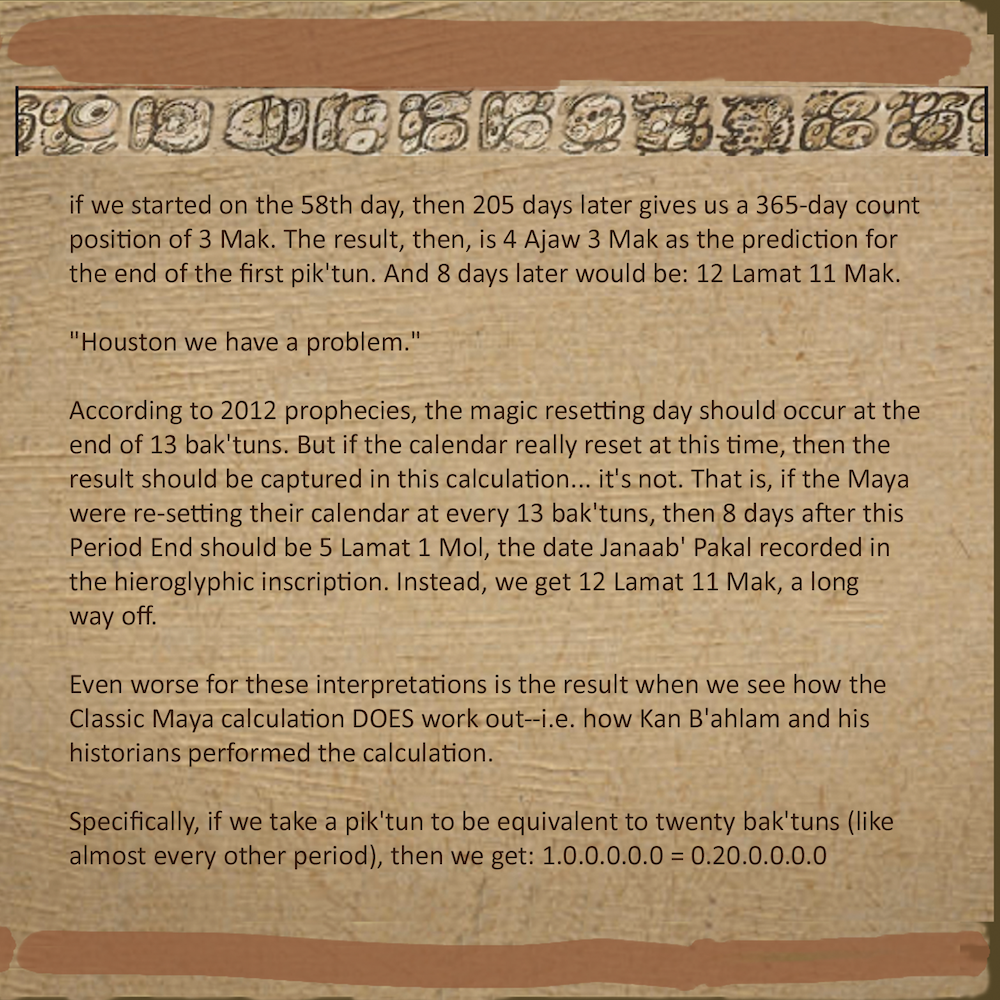 if we started on the 58th day, then 205 days later gives us a 365-day count
position of 3 Mak. The result, then, is 4 Ajaw 3 Mak as the prediction for
the end of the first pik'tun. And 8 days later would be: 12 Lamat 11 Mak.
"Houston we have a problem."
According to 2012 prophecies, the magic resetting day should occur at the
end of 13 bak'tuns. But if the calendar really reset at this time, then the
result should be captured in this calculation... it's not. That is, if the Maya
were re-setting their calendar at every 13 bak'tuns, then 8 days after this
Period End should be 5 Lamat 1 Mol, the date Janaab' Pakal recorded in
the hieroglyphic inscription. Instead, we get 12 Lamat 11 Mak, a long
way off.
Even worse for these interpretations is the result when we see how the
Classic Maya calculation DOES work out--i.e. how Kan B'ahlam and his
historians performed the calculation.
Specifically, if we take a pik'tun to be equivalent to twenty bak'tuns (like
almost every other period), then we get: 1.0.0.0.0.0 = 0.20.0.0.0.0